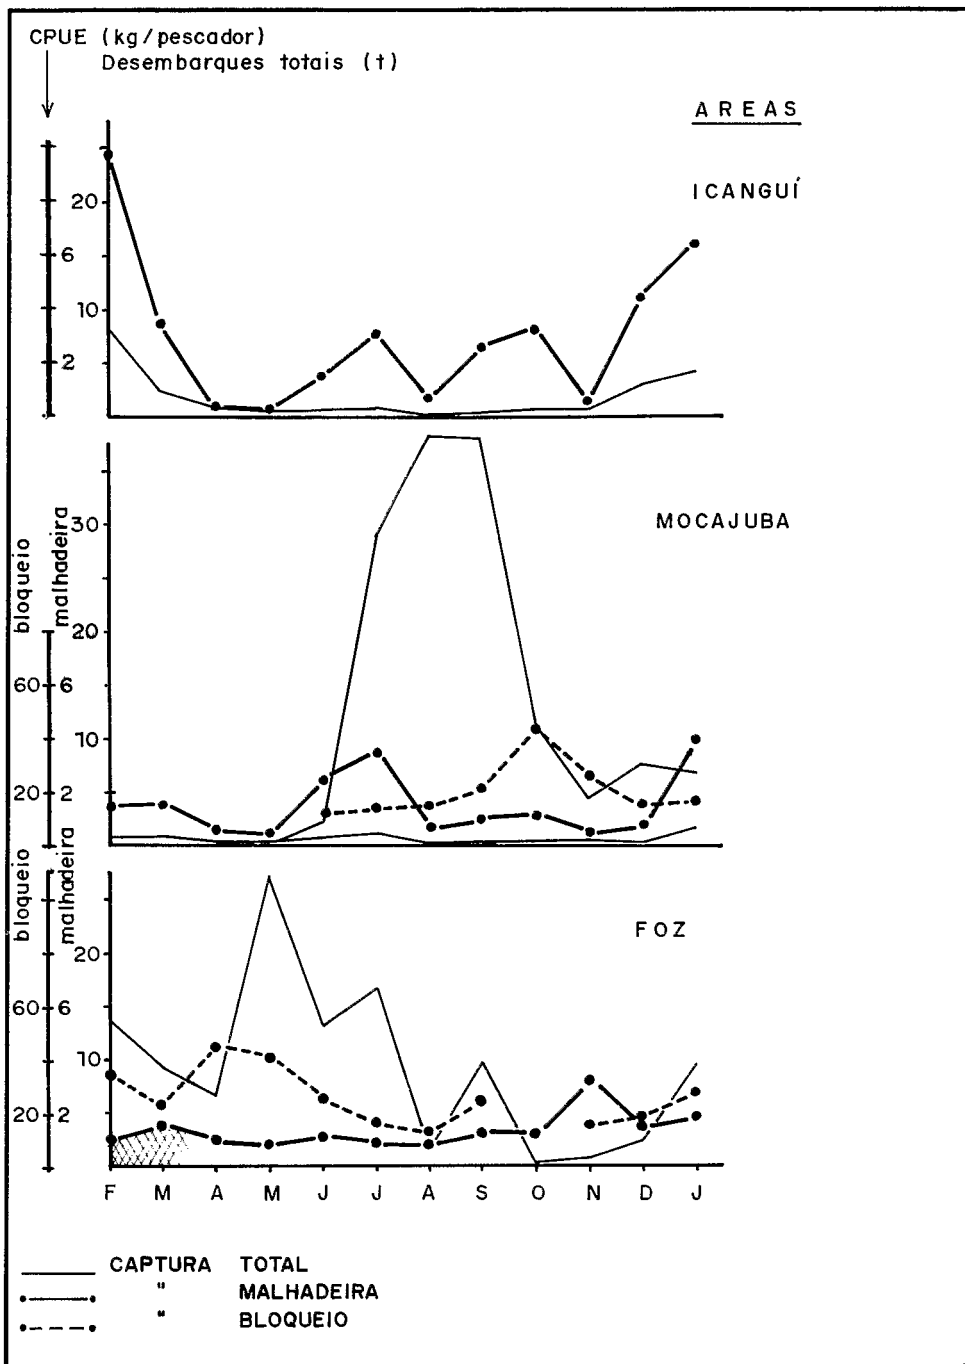 CPUE (kg/pescador)
Desembarques totais (t)
AREAS
ICANGUÍ
20
6
10
2
MOCAJUBA
bloqueio
malhadeira
30
20
60
6
10
20
2
FOZ
bloqueio
malhadeira
20
60
6
10
20
2
F M A M J J A S O N D J
CAPTURA TOTAL
" MALHADEIRA
" BLOQUEIO